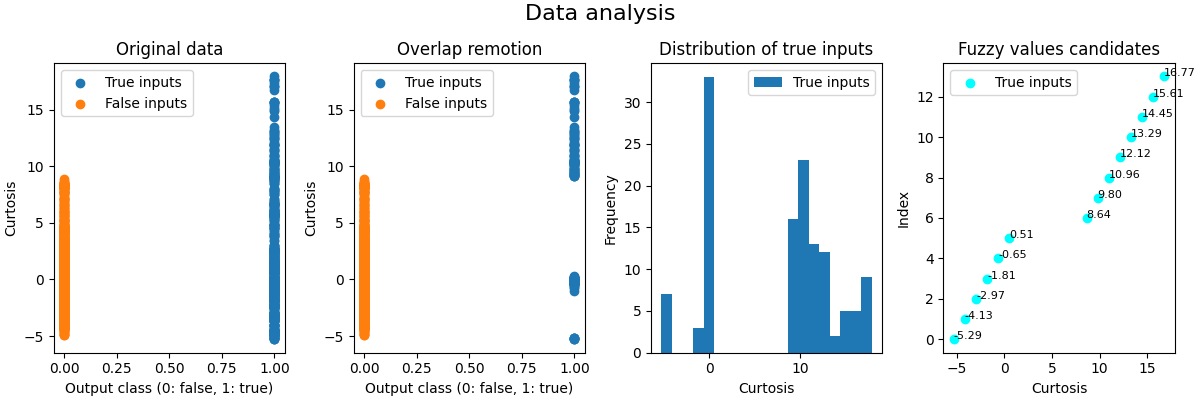 Data analysis
Original data
True inputs
False inputs
15
10
5
0
−5
Curtosis
0.00
0.25
0.50
0.75
1.00
Output class (0: false, 1: true)
Overlap remotion
True inputs
False inputs
15
10
5
0
−5
Curtosis
0.00
0.25
0.50
0.75
1.00
Output class (0: false, 1: true)
Distribution of true inputs
True inputs
30
25
20
15
10
5
0
Frequency
0
10
Curtosis
Fuzzy values candidates
True inputs
16.77
15.61
14.45
13.29
12.12
10.96
9.80
8.64
0.51
-0.65
-1.81
-2.97
-4.13
-5.29
12
10
8
6
4
2
0
Index
−5
0
5
10
15
Curtosis